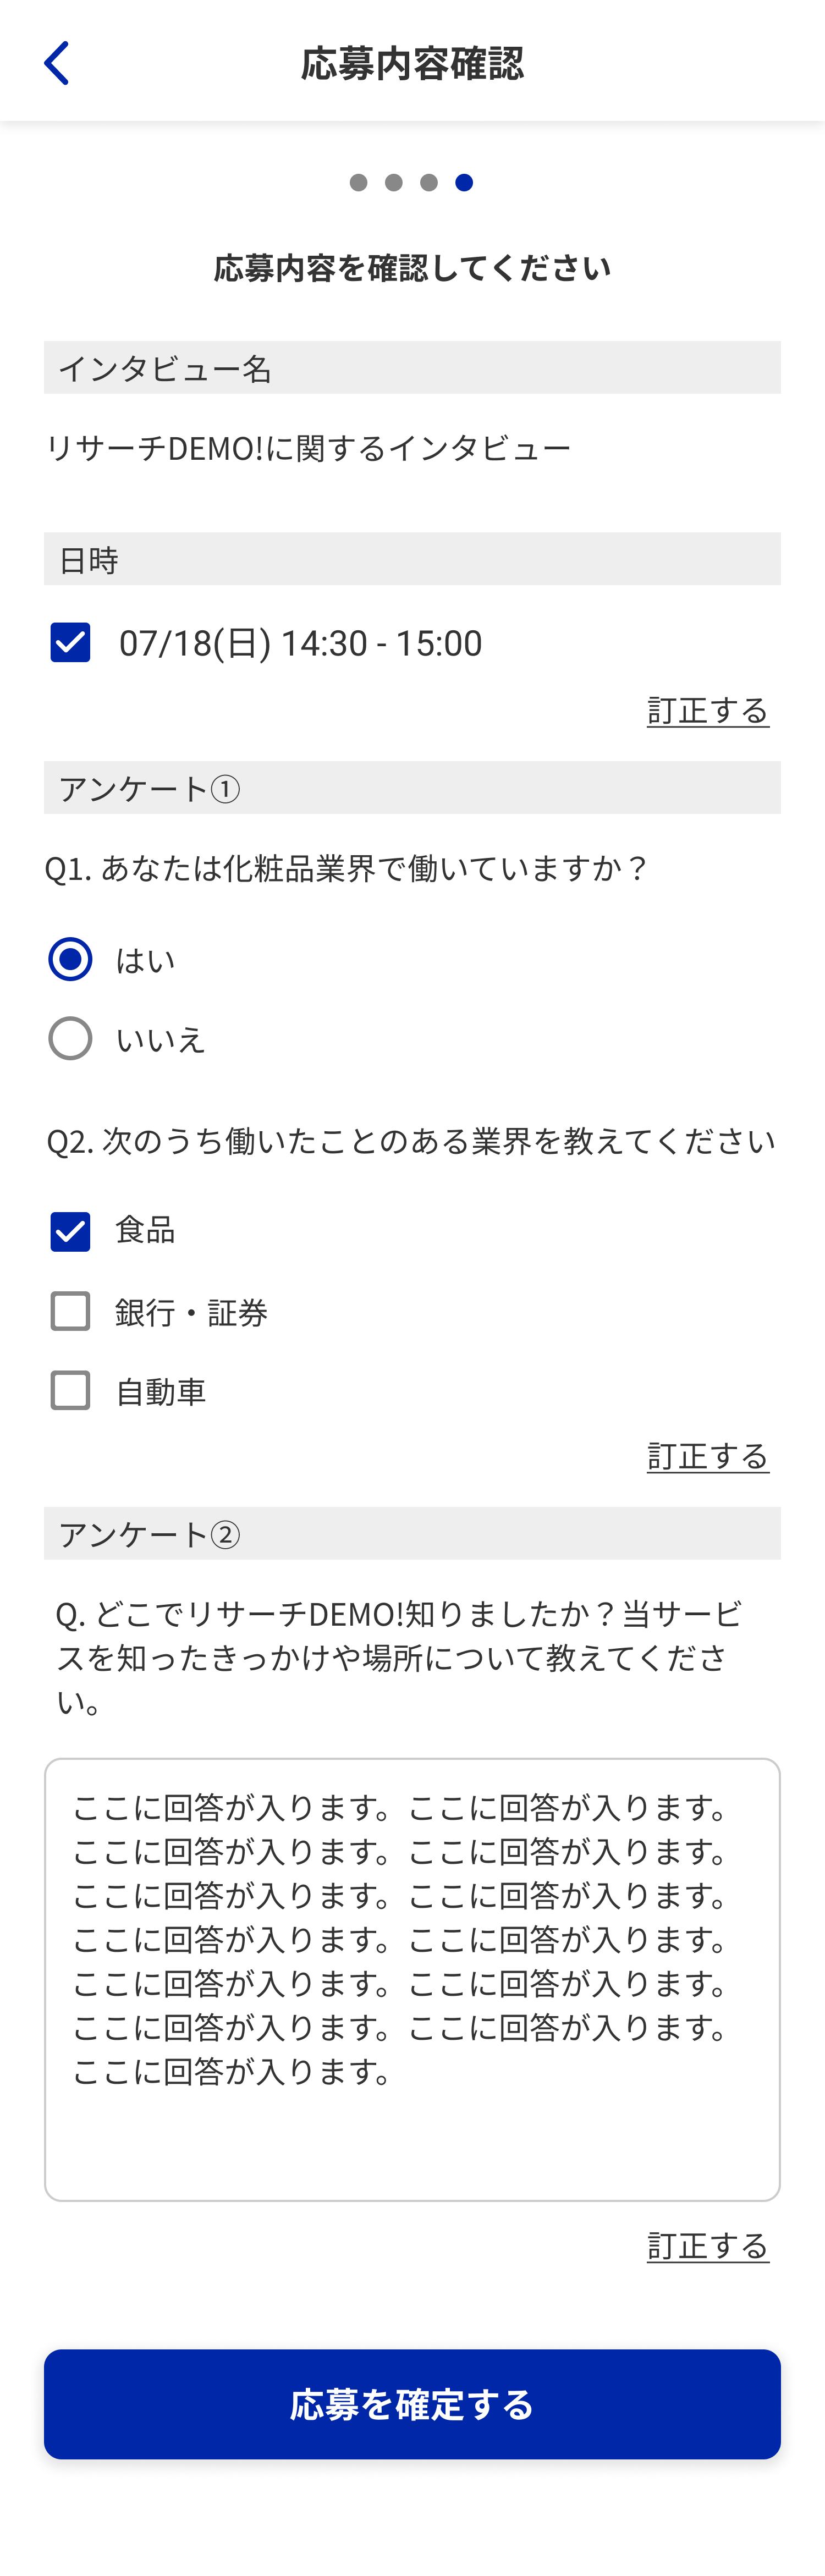 応募内容確認
応募内容を確認してください
インタビュー名
リサーチDEMO!に関するインタビュー
日時
07/18(日) 14:30 - 15:00
訂正する
アンケート①
Q1. あなたは化粧品業界で働いていますか？
はい
いいえ
Q2. 次のうち働いたことのある業界を教えてください
食品
銀行・証券
自動車
訂正する
アンケート②
Q. どこでリサーチDEMO!知りましたか？当サービ
スを知ったきっかけや場所について教えてくださ
い。
ここに回答が入ります。ここに回答が入ります。
ここに回答が入ります。ここに回答が入ります。
ここに回答が入ります。ここに回答が入ります。
ここに回答が入ります。ここに回答が入ります。
ここに回答が入ります。ここに回答が入ります。
ここに回答が入ります。ここに回答が入ります。
ここに回答が入ります。
訂正する
応募を確定する